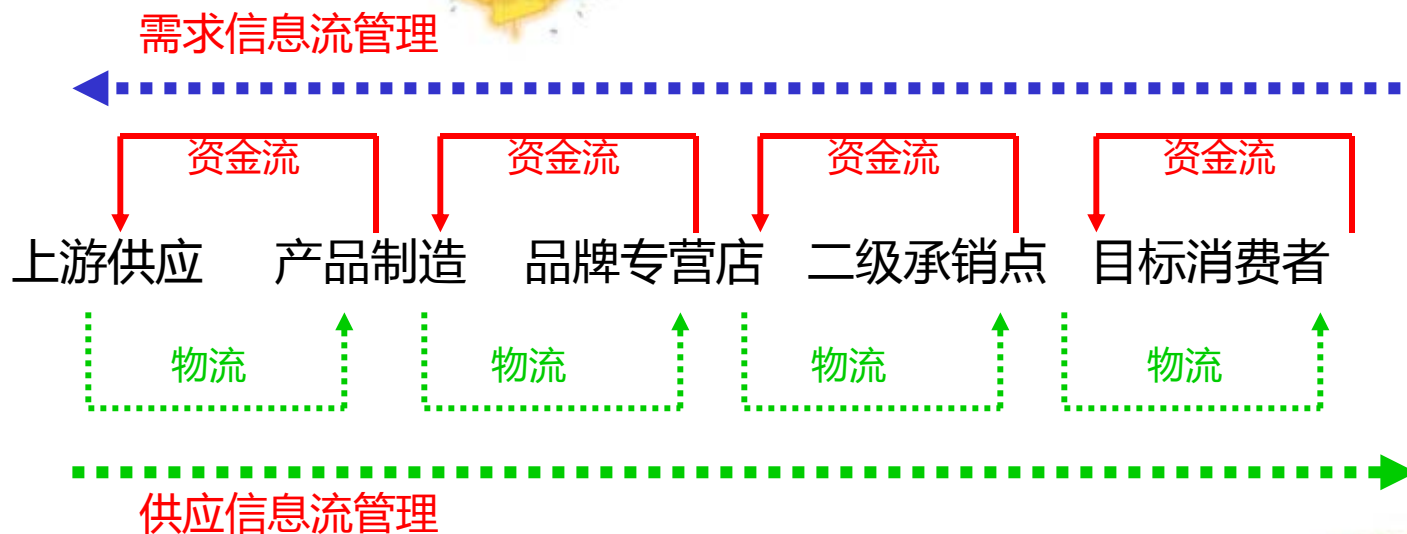 需求信息流管理
资金流 资金流 资金流 资金流
上游供应 产品制造 品牌专营店 二级承销点 目标消费者
物流 物流 物流 物流
供应信息流管理